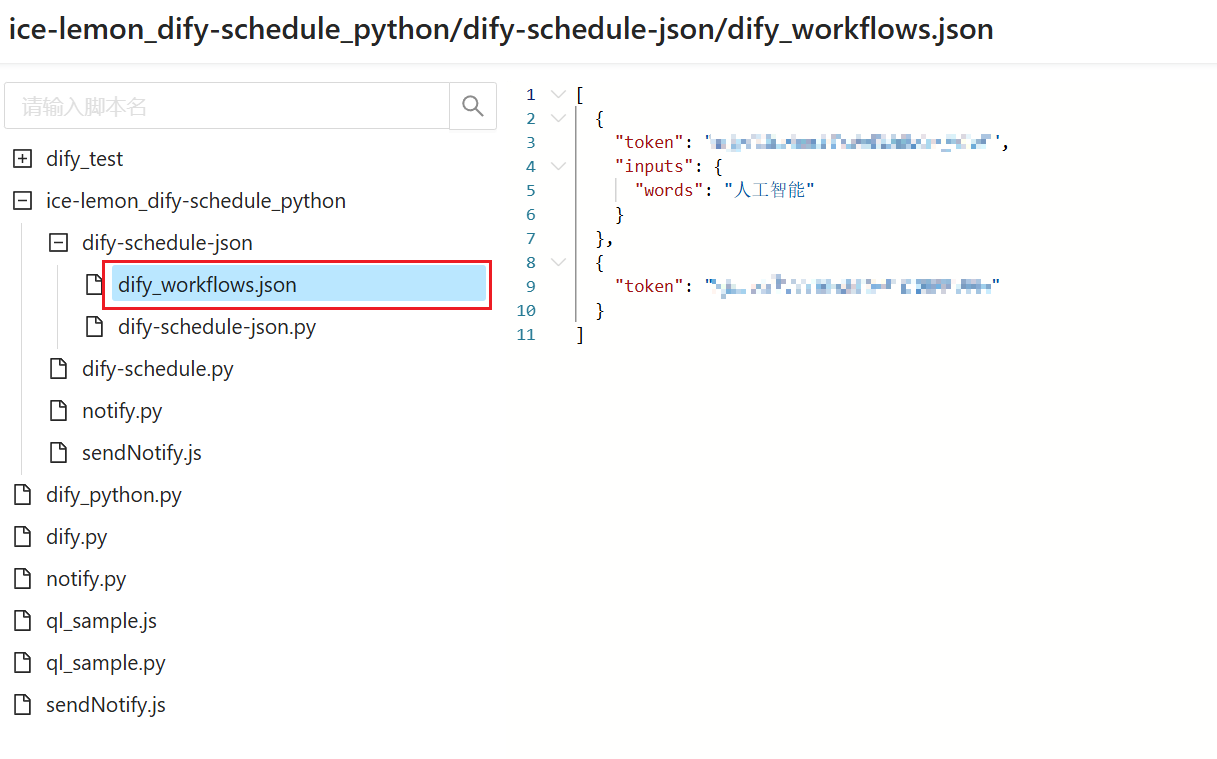 ice-lemon_dify-schedule_python/dify-schedule-json/dify_workflows.json
请输入脚本名
dify_test
ice-lemon_dify-schedule_python
dify-schedule-json
dify_workflows.json
dify-schedule-json.py
dify-schedule.py
notify.py
sendNotify.js
dify_python.py
dify.py
notify.py
ql_sample.js
ql_sample.py
sendNotify.js
1 [
2 {
3 "token": "",
4 "inputs": {
5 "words": "人工智能"
6 }
7 },
8 {
9 "token": ""
10 }
11 ]